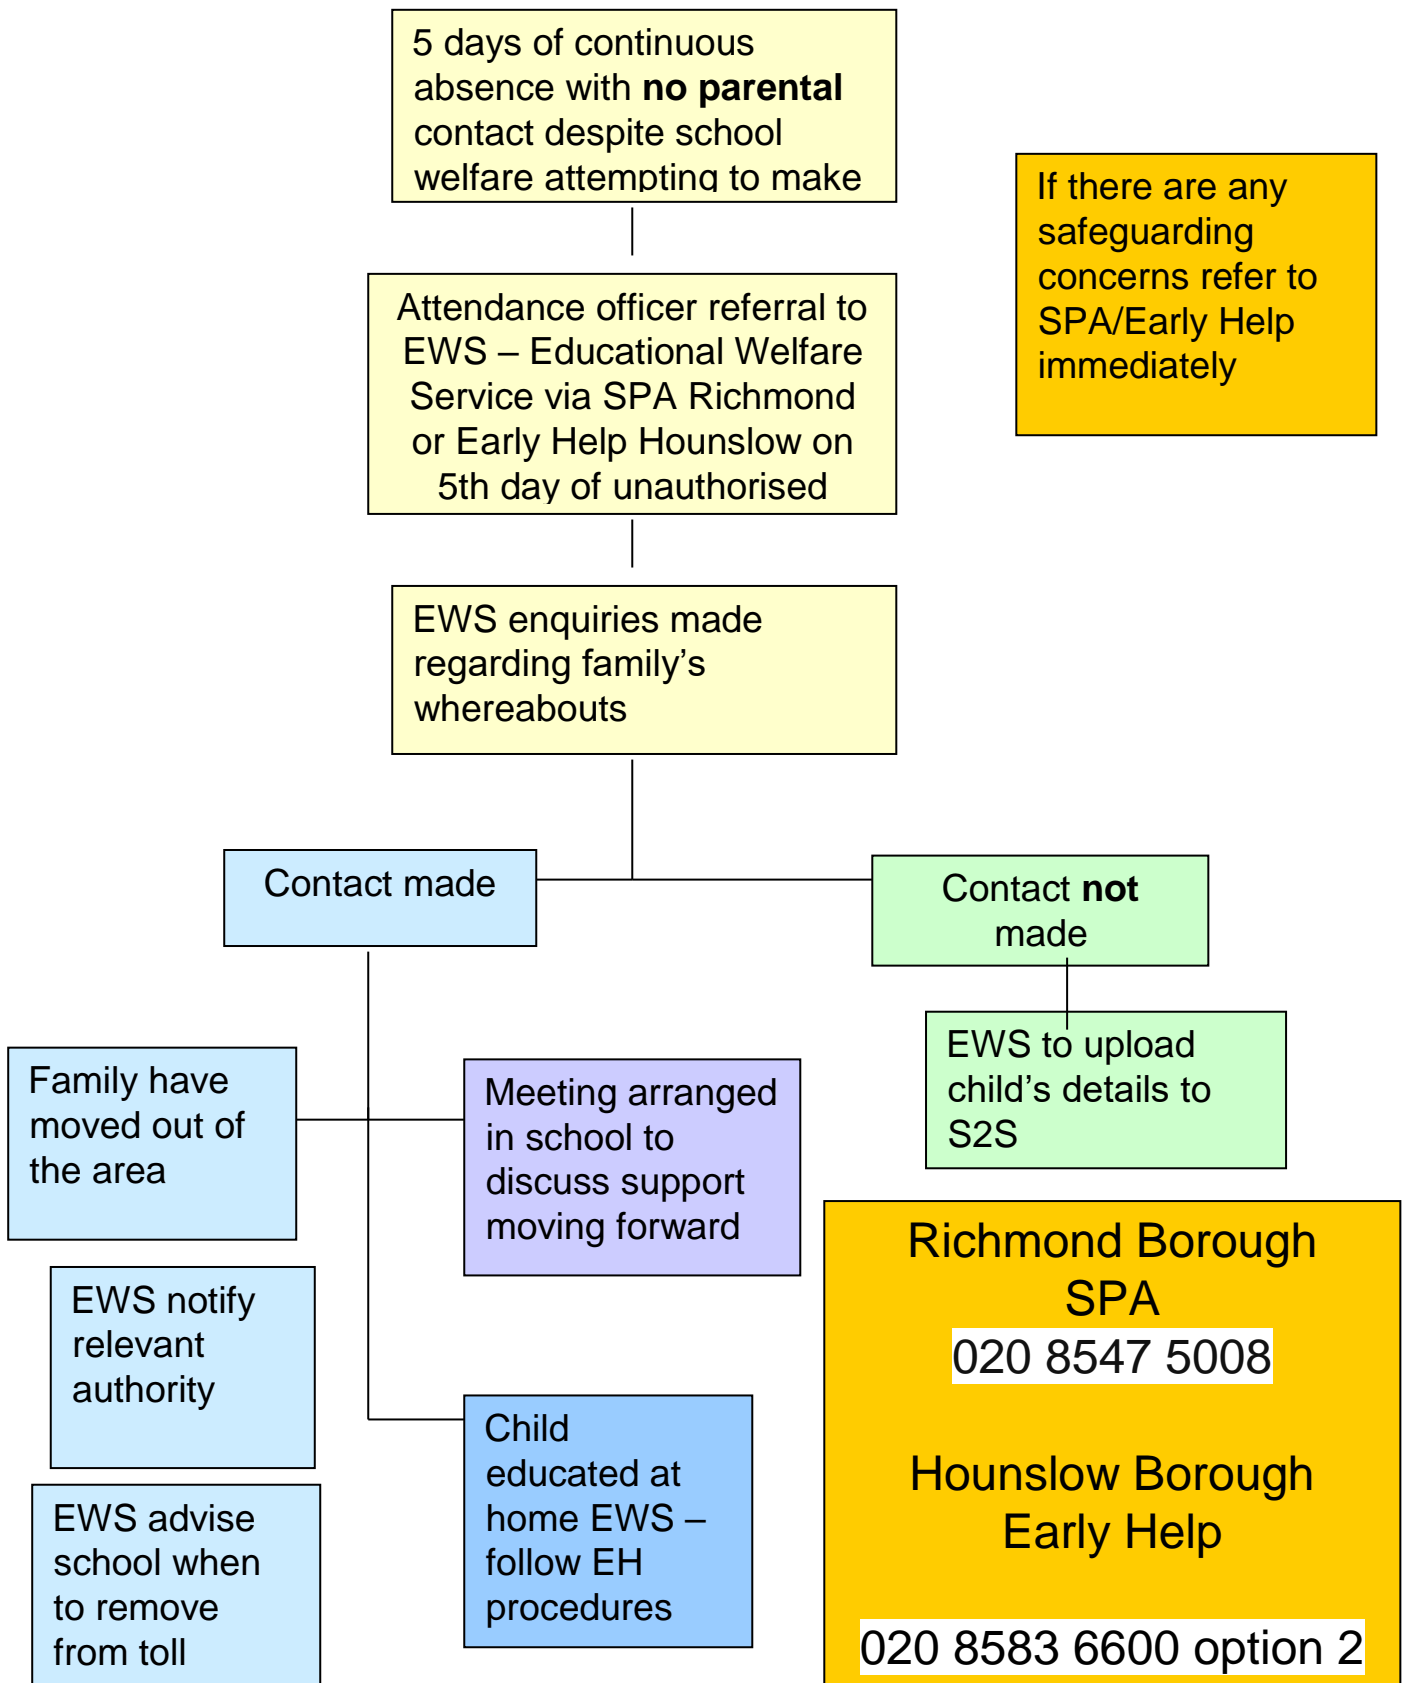 5 days of continuous
absence with no parental
contact despite school
welfare attempting to make
If there are any
safeguarding
concerns refer to
SPA/Early Help
immediately
Attendance officer referral to
EWS – Educational Welfare
Service via SPA Richmond
or Early Help Hounslow on
5th day of unauthorised
EWS enquiries made
regarding family’s
whereabouts
Contact made
Contact not
made
Family have
moved out of
the area
Meeting arranged
in school to
discuss support
moving forward
EWS to upload
child’s details to
S2S
EWS notify
relevant
authority
EWS advise
school when
to remove
from toll
Child
educated at
home EWS –
follow EH
procedures
Richmond Borough
SPA
020 8547 5008
Hounslow Borough
Early Help
020 8583 6600 option 2